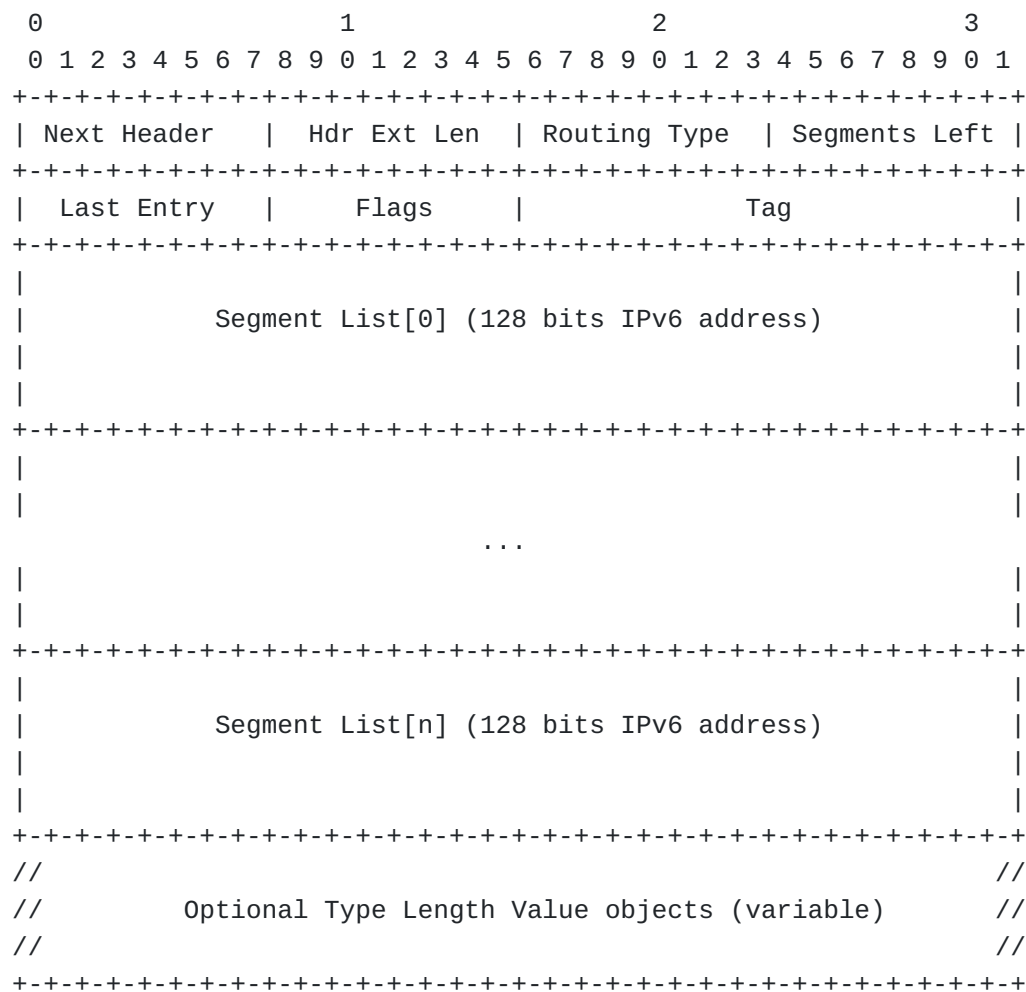 0                   1                   2                   3
 0 1 2 3 4 5 6 7 8 9 0 1 2 3 4 5 6 7 8 9 0 1 2 3 4 5 6 7 8 9 0 1
+-+-+-+-+-+-+-+-+-+-+-+-+-+-+-+-+-+-+-+-+-+-+-+-+-+-+-+-+-+-+-+-+
| Next Header   |  Hdr Ext Len  | Routing Type  | Segments Left |
+-+-+-+-+-+-+-+-+-+-+-+-+-+-+-+-+-+-+-+-+-+-+-+-+-+-+-+-+-+-+-+-+
|  Last Entry   |     Flags     |              Tag              |
+-+-+-+-+-+-+-+-+-+-+-+-+-+-+-+-+-+-+-+-+-+-+-+-+-+-+-+-+-+-+-+-+
|                                                               |
|            Segment List[0] (128 bits IPv6 address)            |
|                                                               |
|                                                               |
+-+-+-+-+-+-+-+-+-+-+-+-+-+-+-+-+-+-+-+-+-+-+-+-+-+-+-+-+-+-+-+-+
|                                                               |
|                                                               |
                              ...
|                                                               |
|                                                               |
+-+-+-+-+-+-+-+-+-+-+-+-+-+-+-+-+-+-+-+-+-+-+-+-+-+-+-+-+-+-+-+-+
|                                                               |
|            Segment List[n] (128 bits IPv6 address)            |
|                                                               |
|                                                               |
+-+-+-+-+-+-+-+-+-+-+-+-+-+-+-+-+-+-+-+-+-+-+-+-+-+-+-+-+-+-+-+-+
//                                                             //
//         Optional Type Length Value objects (variable)       //
//                                                             //
+-+-+-+-+-+-+-+-+-+-+-+-+-+-+-+-+-+-+-+-+-+-+-+-+-+-+-+-+-+-+-+-+